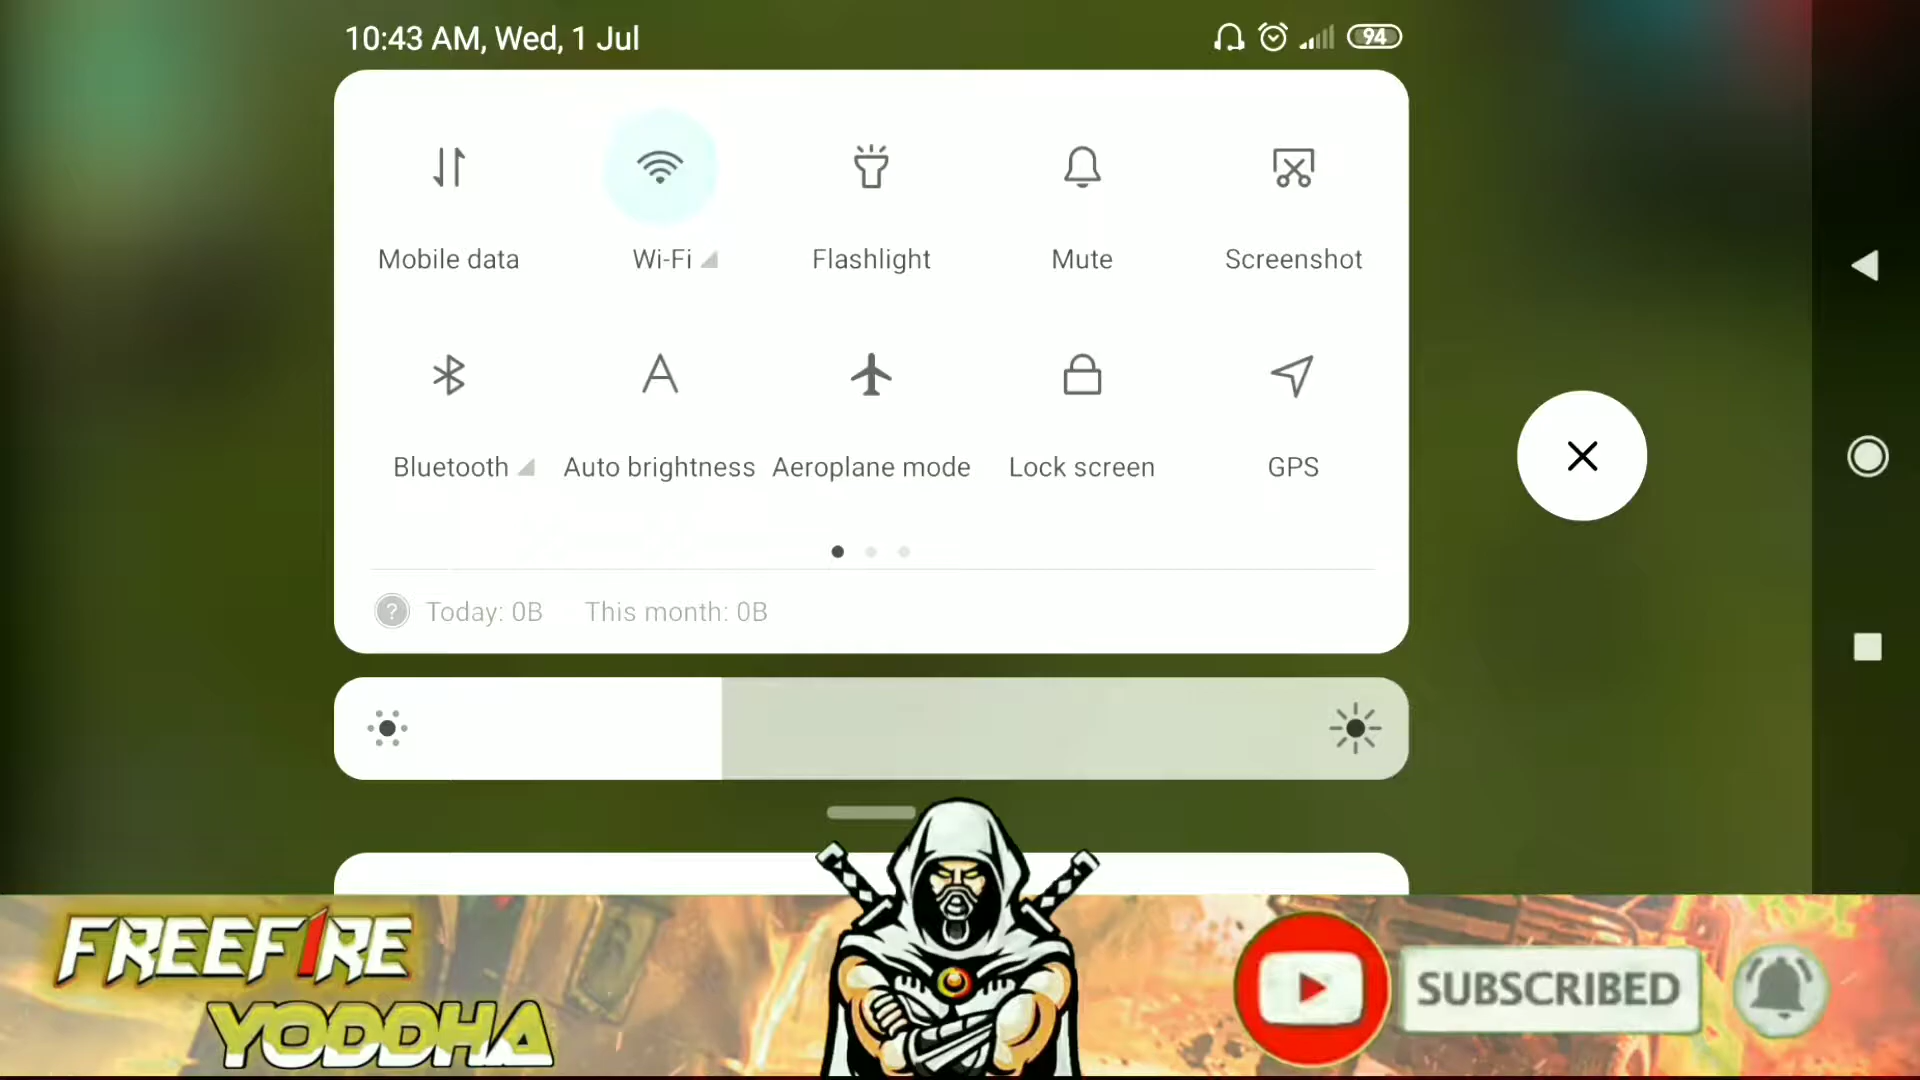 10:43 AM, Wed, 1 Jul
94
Mobile data
Wi-Fi
Flashlight
Mute
Screenshot
Bluetooth
Auto brightness
Aeroplane mode
Lock screen
GPS
? Today: 0B This month: 0B
FREEF1RE
YODDHA
SUBSCRIBED